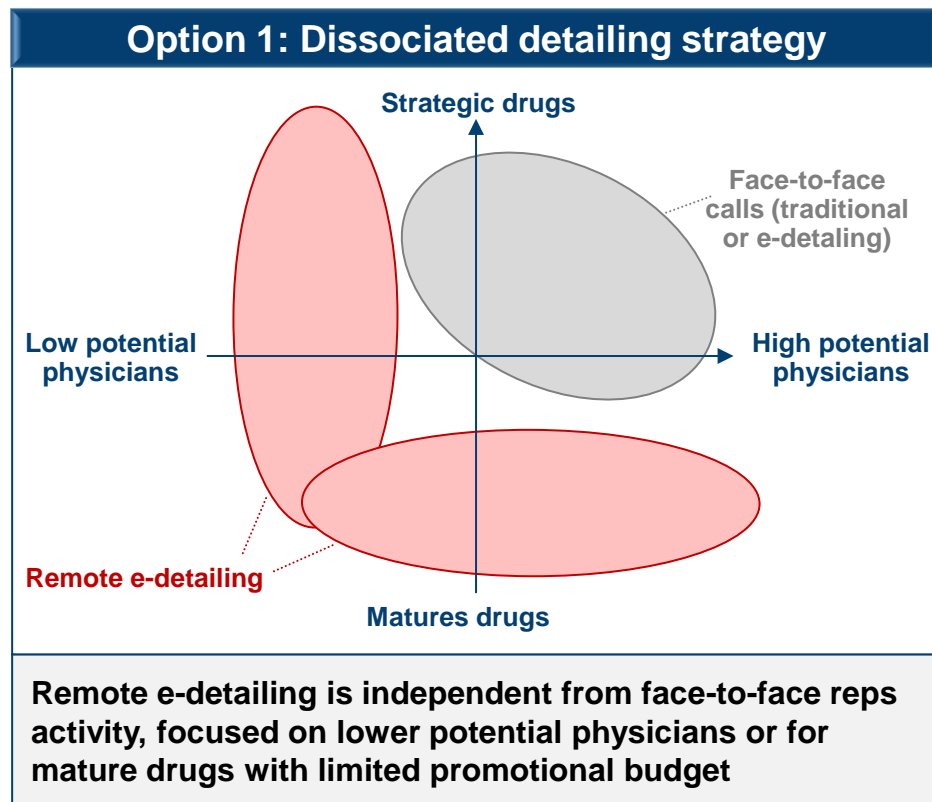 Option 1: Dissociated detailing strategy
Strategic drugs
Face-to-face
calls (traditional
or e-detaling)
Low potential
physicians
High potential
physicians
Remote e-detailing
Matures drugs
Remote e-detailing is independent from face-to-face reps
activity, focused on lower potential physicians or for
mature drugs with limited promotional budget